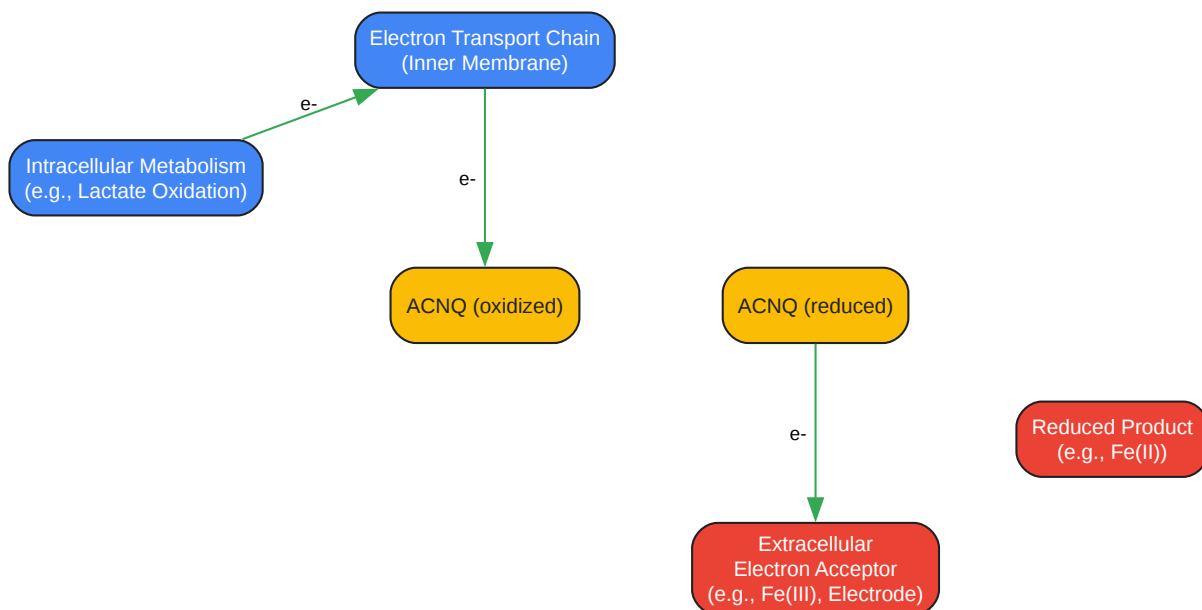 Electron Transport Chain
(Inner Membrane)
e-
Intracellular Metabolism
(e.g., Lactate Oxidation)
e-
ACNQ (oxidized)
ACNQ (reduced)
e-
Reduced Product
(e.g., Fe(II))
Extracellular
Electron Acceptor
(e.g., Fe(III), Electrode)